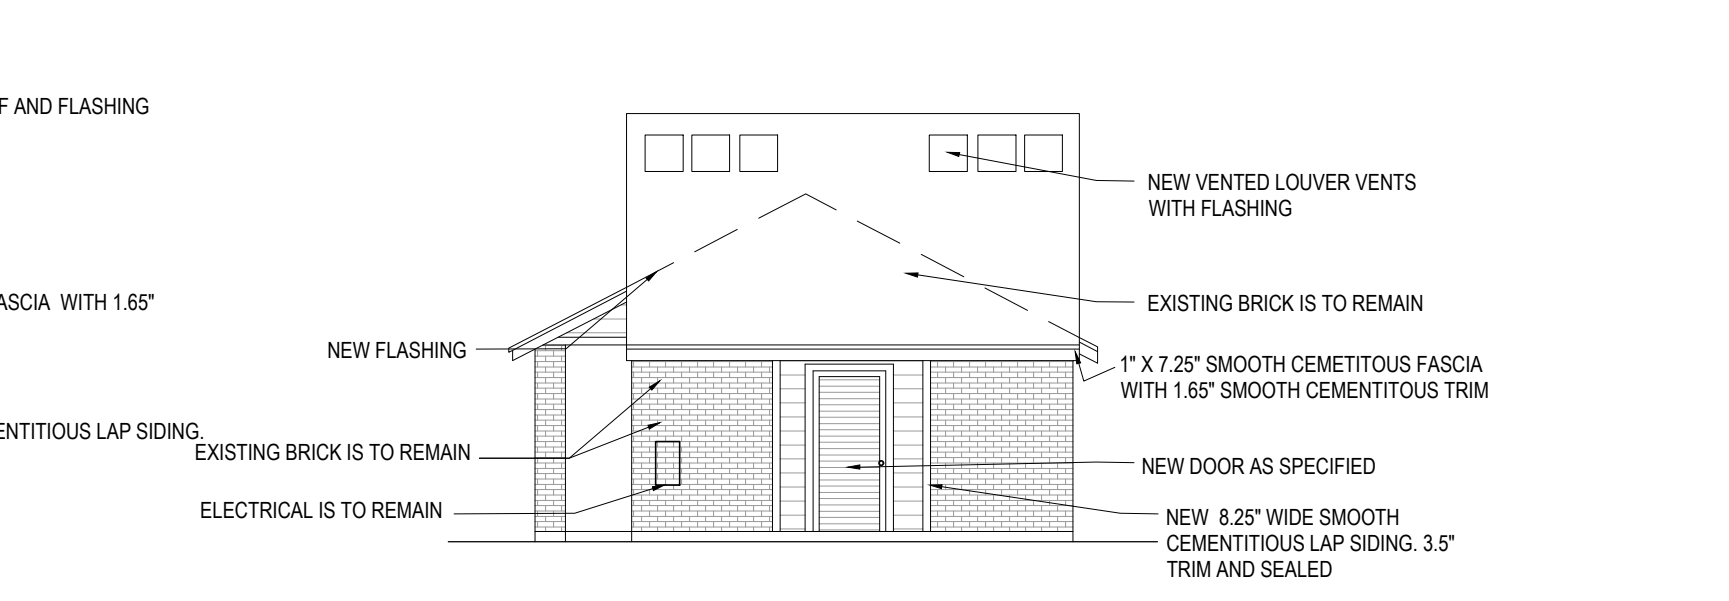 F AND FLASHING
ASCIA WITH 1.65"
ENTITIOUS LAP SIDING.
NEW FLASHING
EXISTING BRICK IS TO REMAIN
ELECTRICAL IS TO REMAIN
NEW VENTED LOUVER VENTS
WITH FLASHING
EXISTING BRICK IS TO REMAIN
1" X 7.25" SMOOTH CEMETITOUS FASCIA
WITH 1.65" SMOOTH CEMENTITOUS TRIM
NEW DOOR AS SPECIFIED
NEW 8.25" WIDE SMOOTH
CEMENTITIOUS LAP SIDING. 3.5"
TRIM AND SEALED